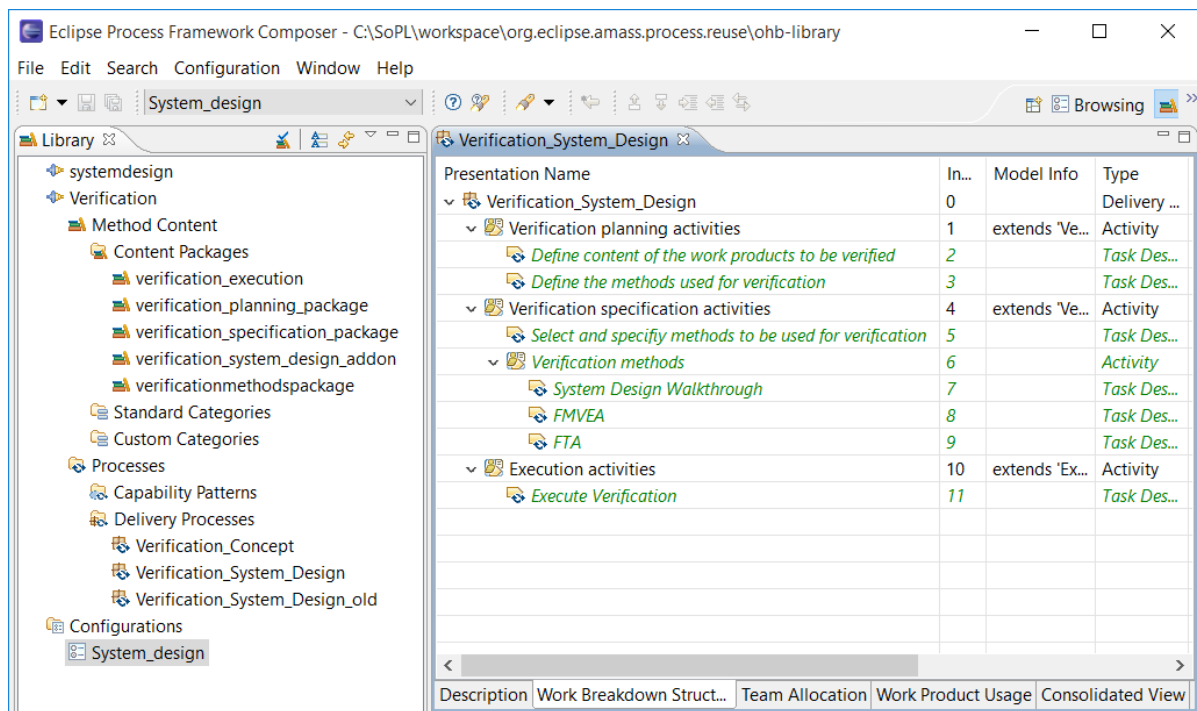 Eclipse Process Framework Composer - C:\SoPL\workspace\org.eclipse.amass.process.reuse\ohb-library
File Edit Search Configuration Window Help
System_design
Browsing
Library
systemdesign
Verification
Method Content
Content Packages
verification_execution
verification_planning_package
verification_specification_package
verification_system_design_addon
verificationmethodspackage
Standard Categories
Custom Categories
Processes
Capability Patterns
Delivery Processes
Verification_Concept
Verification_System_Design
Verification_System_Design_old
Configurations
System_design
Verification_System_Design
Presentation Name In... Model Info Type
Verification_System_Design 0 Delivery ...
Verification planning activities 1 extends 'Ve... Activity
Define content of the work products to be verified 2 Task Des...
Define the methods used for verification 3 Task Des...
Verification specification activities 4 extends 'Ve... Activity
Select and specifiy methods to be used for verification 5 Task Des...
Verification methods 6 Activity
System Design Walkthrough 7 Task Des...
FMVEA 8 Task Des...
FTA 9 Task Des...
Execution activities 10 extends 'Ex... Activity
Execute Verification 11 Task Des...
Description Work Breakdown Struct... Team Allocation Work Product Usage Consolidated View